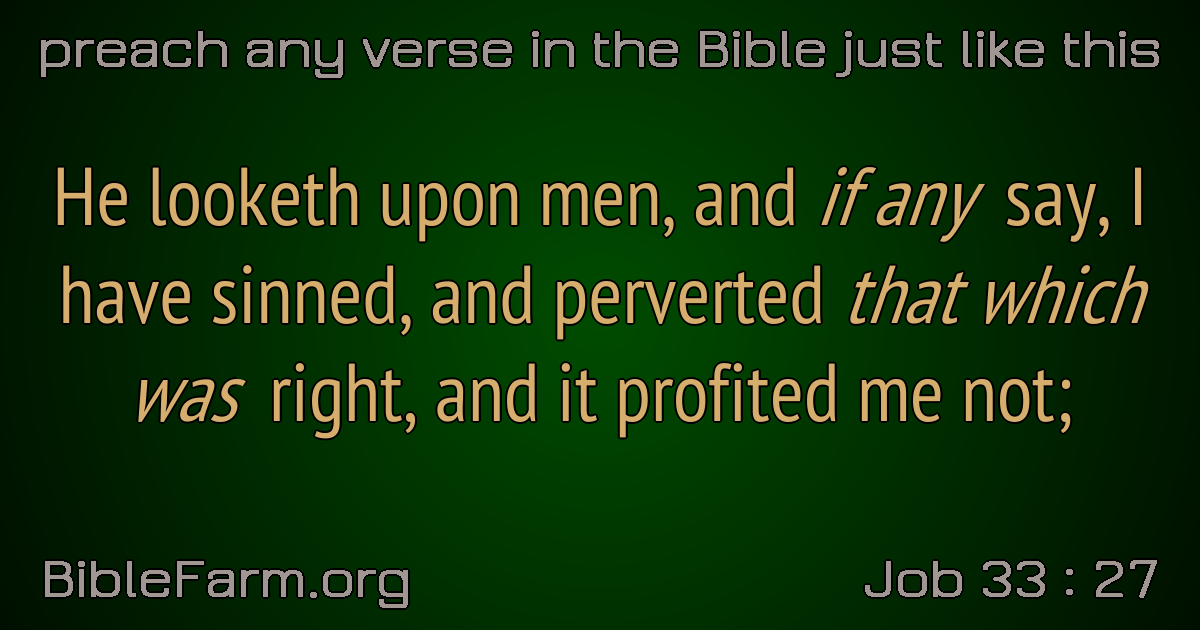 preach any verse in the Bible just like this
He looketh upon men, and if any say, I
have sinned, and perverted that which
was right, and it profited me not;
BibleFarm.org
Job 33 : 27